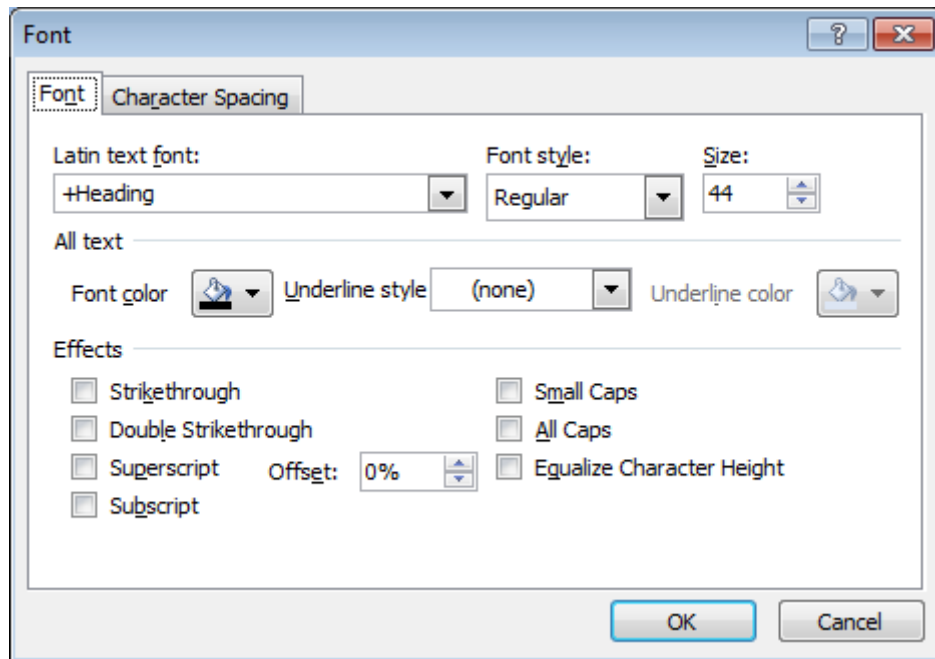 Font
Font Character Spacing
Latin text font: Font style: Size:
+Heading Regular 44
All text
Font color Underline style (none) Underline color
Effects
Strikethrough Small Caps
Double Strikethrough All Caps
Superscript Offset: 0% Equalize Character Height
Subscript
OK Cancel